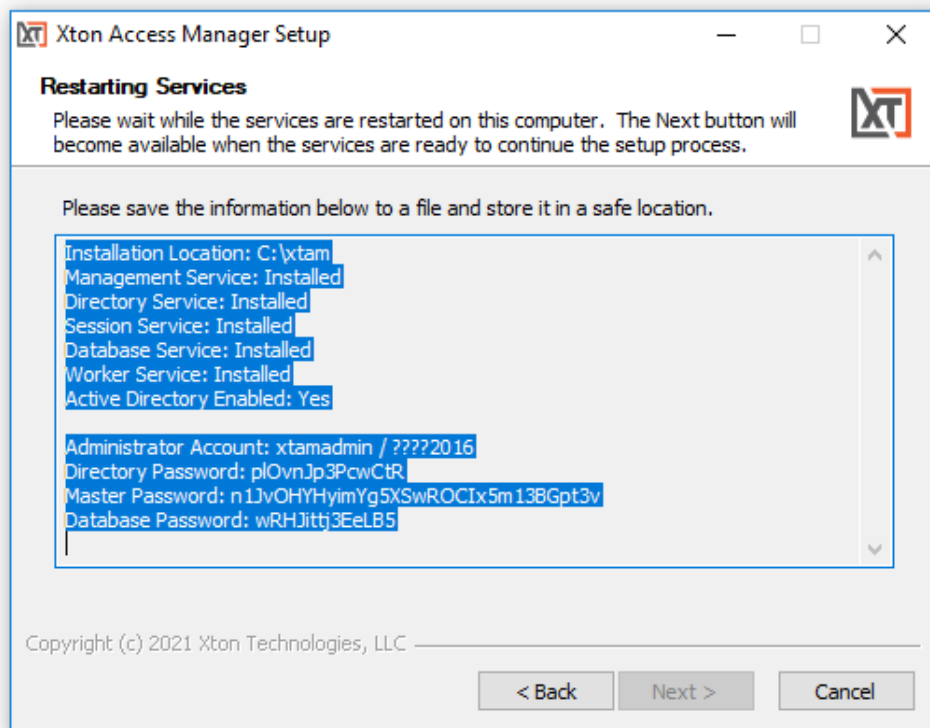 XT Xton Access Manager Setup
Restarting Services
Please wait while the services are restarted on this computer. The Next button will
become available when the services are ready to continue the setup process.
XT
Please save the information below to a file and store it in a safe location.
Installation Location: C:\xtam
Management Service: Installed
Directory Service: Installed
Session Service: Installed
Database Service: Installed
Worker Service: Installed
Active Directory Enabled: Yes
Administrator Account: xtamadmin / ????2016
Directory Password: plOvnJp3PcwCtR
Master Password: n1JvOHYHyimYg5XSwROCIx5m13BGpt3v
Database Password: wRHJittj3EeLB5
Copyright (c) 2021 Xton Technologies, LLC
< Back Next > Cancel